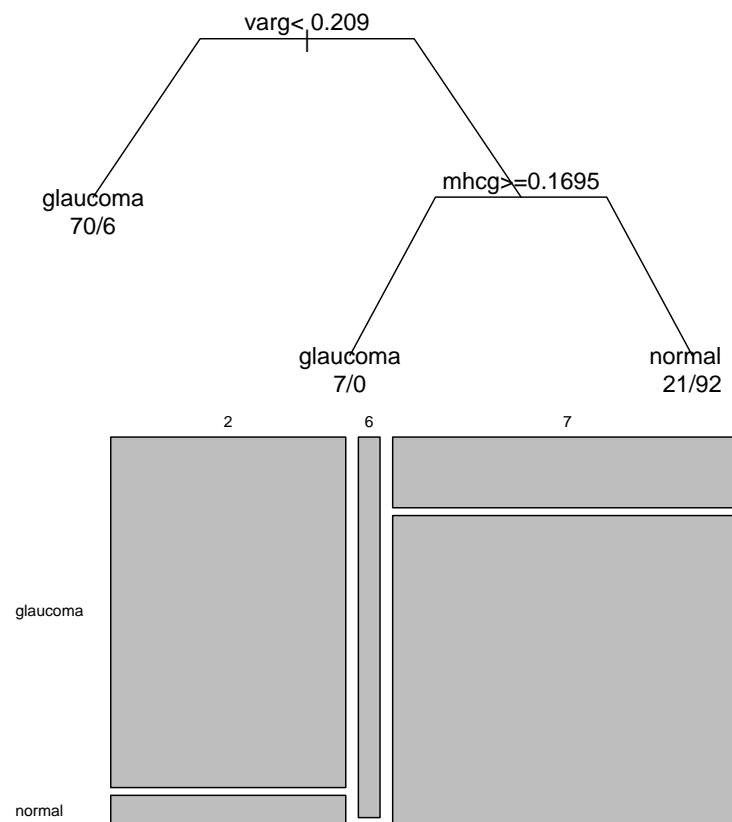 varg< 0.209
mhcg>=0.1695
glaucoma
70/6
glaucoma
7/0
normal
21/92
2 6 7
glaucoma
normal